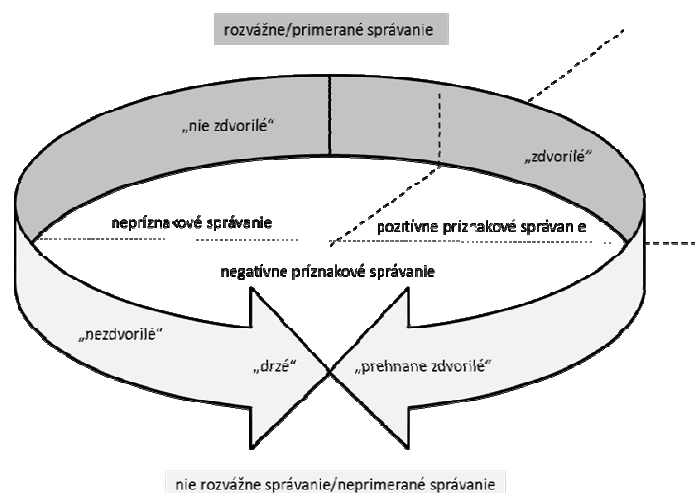 rozvážne/primerané správanie
„nie zdvorilé“
„zdvorilé“
nepríznakové správanie
pozitívne príznakové správanie
negatívne príznakové správanie
„nezdvorilé“
„drzé“
„prehnane zdvorilé“
nie rozvážne správanie/neprimerané správanie